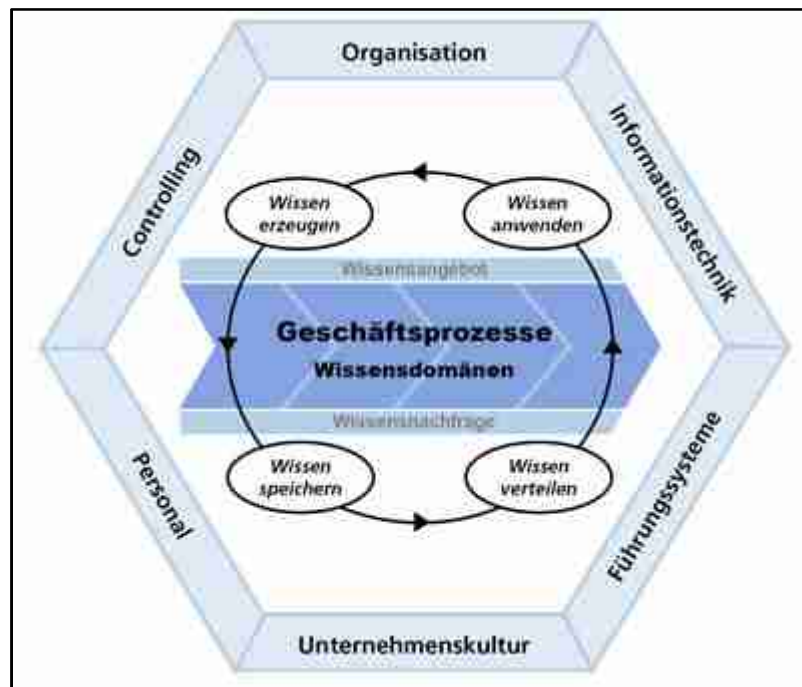 Organisation
Controlling
Informationstechnik
Wissen
erzeugen
Wissen
anwenden
Wissensangebot
Geschäftsprozesse
Wissensdomänen
Wissensnachfrage
Wissen
speichern
Wissen
verteilen
Personal
Führungssysteme
Unternehmenskultur